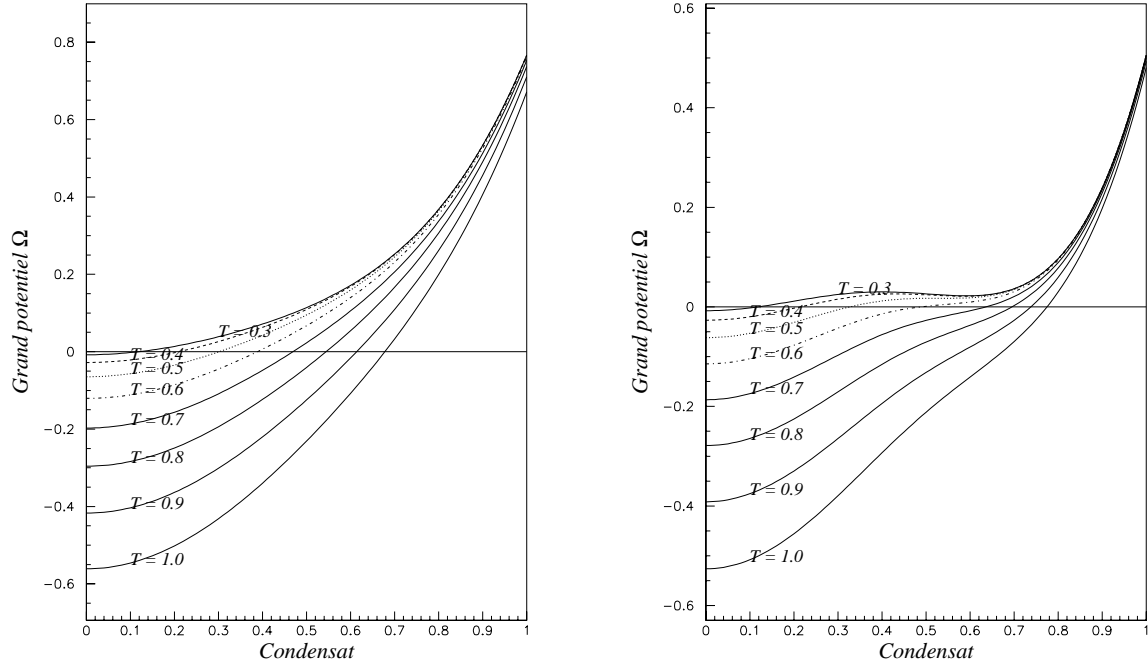 0.8
0.6
0.4
0.2
0
−0.2
−0.4
−0.6
Grand potentiel Ω
T = 0.3
T = 0.4
T = 0.5
T = 0.6
T = 0.7
T = 0.8
T = 0.9
T = 1.0
0 0.1 0.2 0.3 0.4 0.5 0.6 0.7 0.8 0.9 1
Condensat
0.6
0.4
0.2
0
−0.2
−0.4
−0.6
Grand potentiel Ω
T = 0.3
T = 0.4
T = 0.5
T = 0.6
T = 0.7
T = 0.8
T = 0.9
T = 1.0
0 0.1 0.2 0.3 0.4 0.5 0.6 0.7 0.8 0.9 1
Condensat